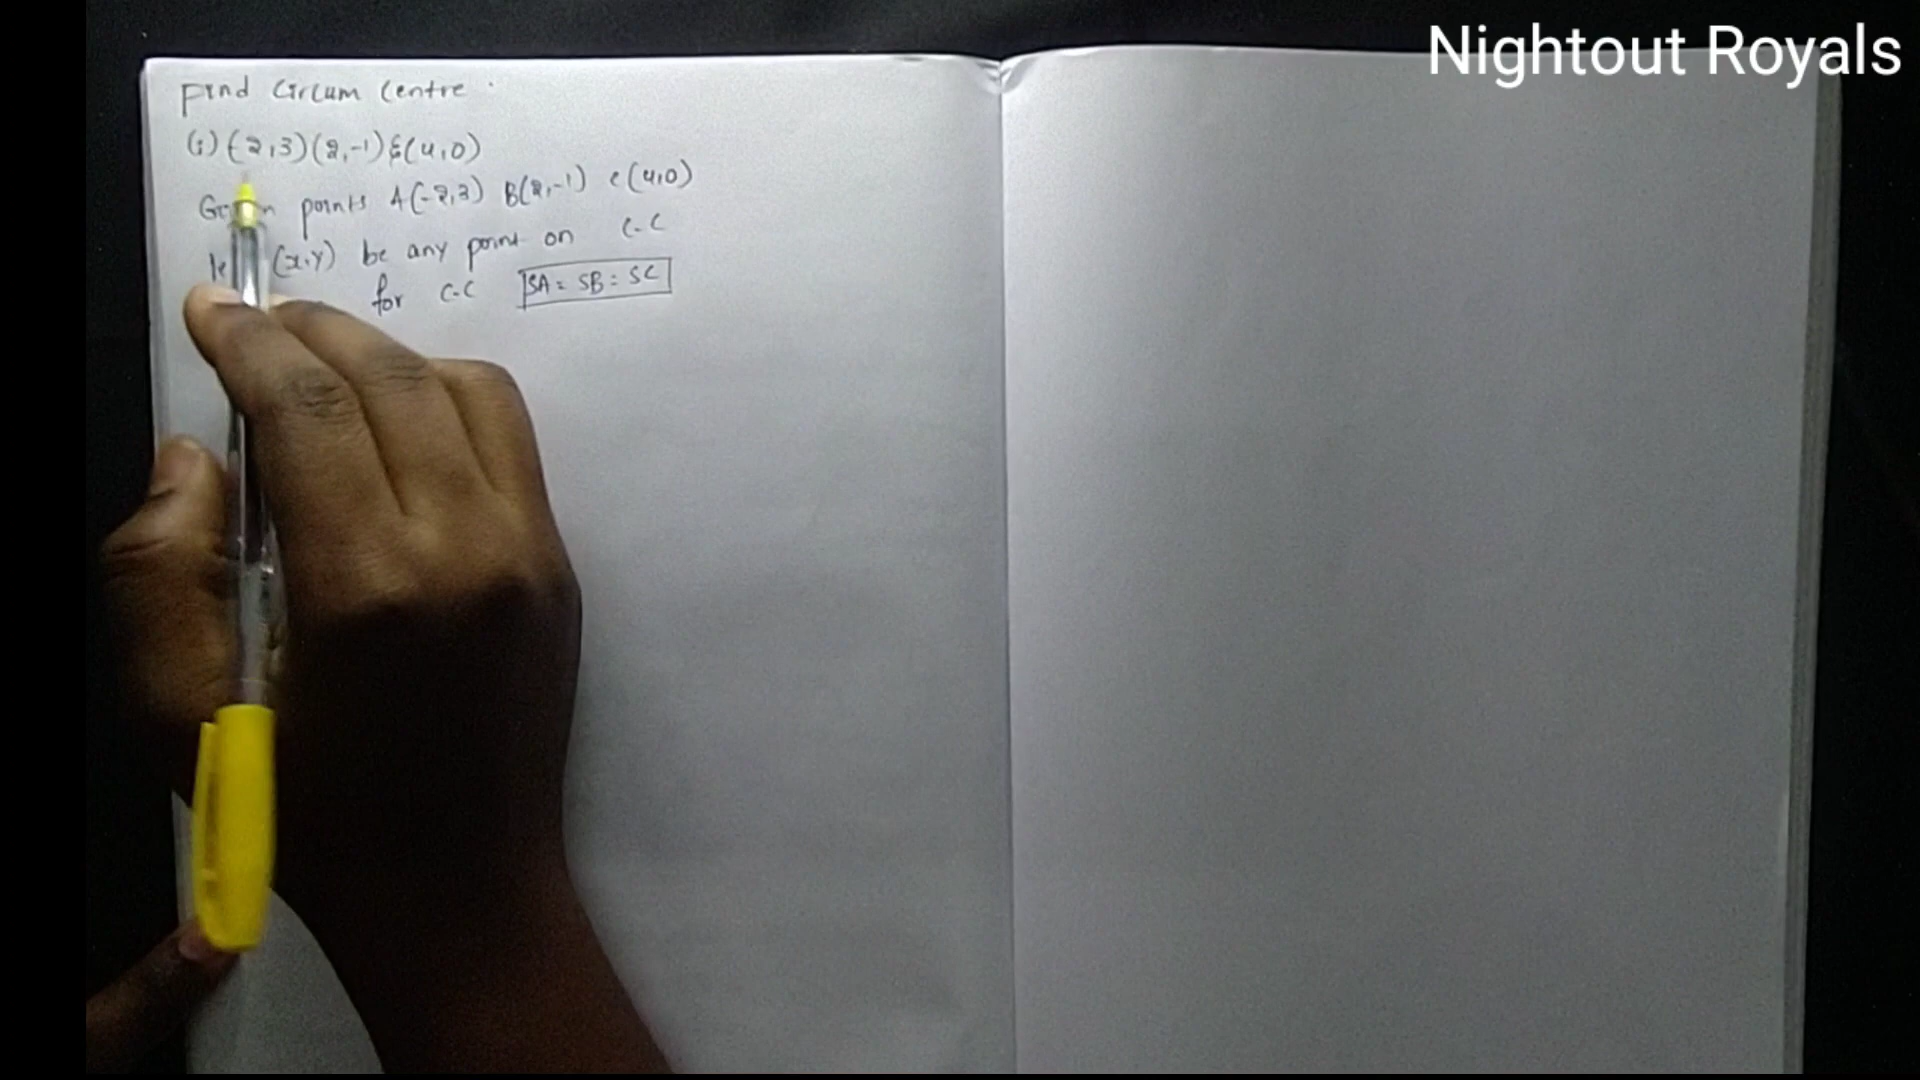 Nightout Royals
Find Circum Centre.
(i) (-2,3) (2,-1) & (4,0)
points A(-2,3) B(2,-1) c(4,0)
(x,y) be any point on C.C
for C.C SA = SB = SC